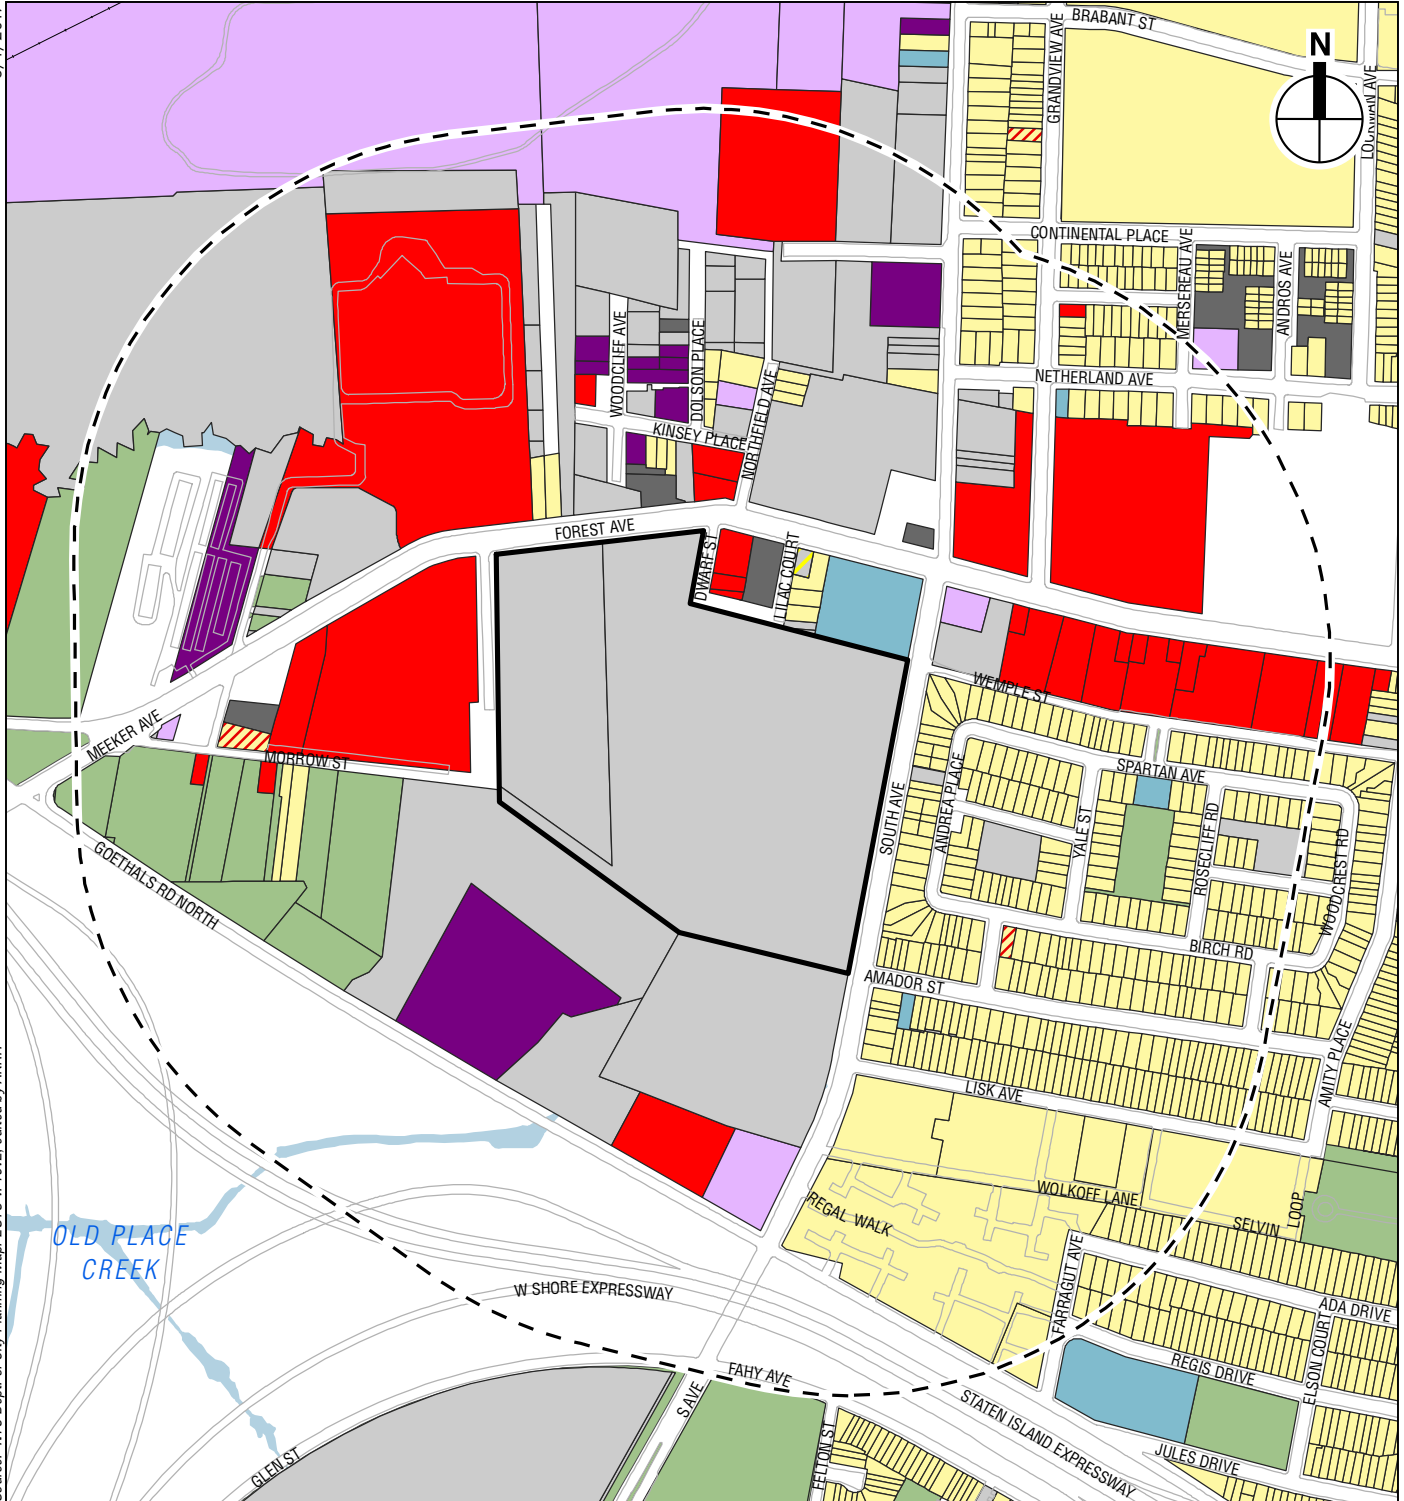 BRABANT ST
GRANDVIEW AVE
N
LOCKMAN AVE
CONTINENTAL PLACE
MERSEREAU AVE
ANDROS AVE
WOODCLIFF AVE
DOLSON PLACE
NORTHFIELD AVE
NETHERLAND AVE
KINSEY PLACE
FOREST AVE
DWARF ST
LILAC COURT
WEMPLE ST
MEEKER AVE
MORROW ST
SPARTAN AVE
ANDREA PLACE
SOUTH AVE
YALE ST
ROSECLIFF RD
WOODCREST RD
GOETHALS RD NORTH
BIRCH RD
AMADOR ST
AMITY PLACE
LISK AVE
WOLKOFF LANE
REGAL WALK
SELVIN
LOOP
OLD PLACE
CREEK
W SHORE EXPRESSWAY
FARRAGUT AVE
ADA DRIVE
ELSON COURT
REGIS DRIVE
FAHY AVE
S AVE
STATEN ISLAND EXPRESSWAY
FELTON ST
JULES DRIVE
GLEN ST